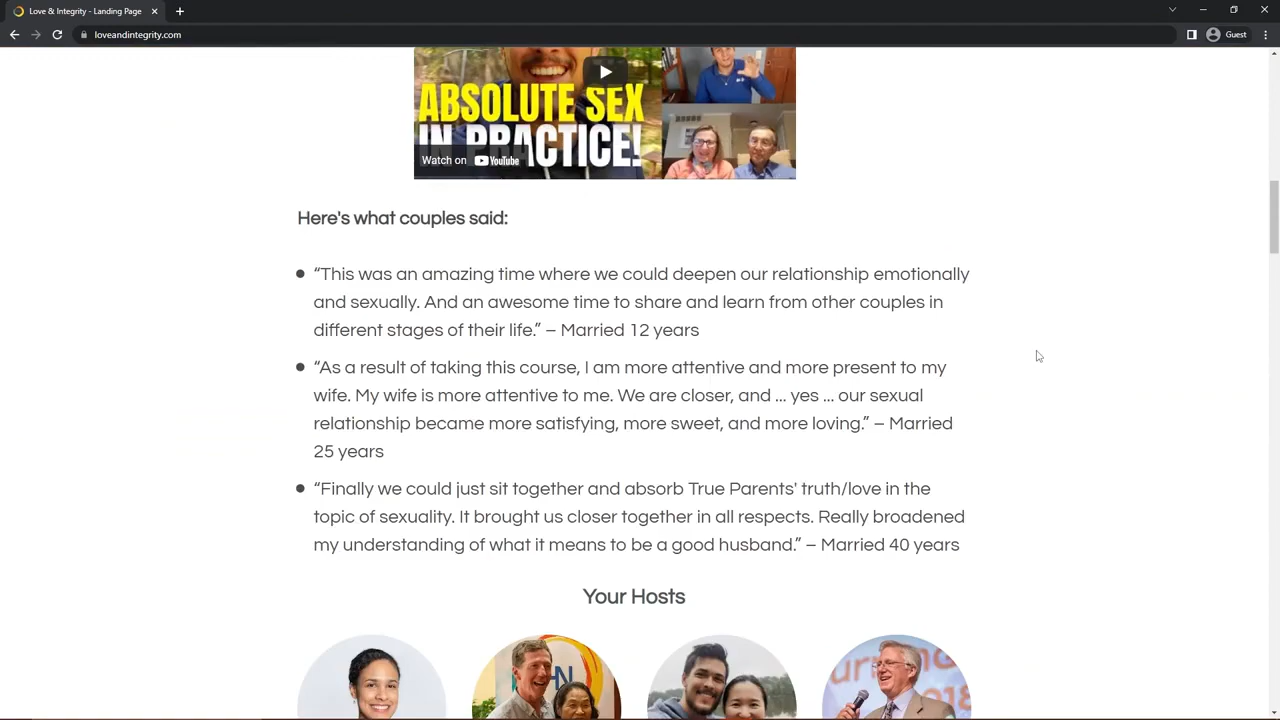 Love & Integrity - Landing Page
loveandintegrity.com
Guest
ABSOLUTE SEX
IN PRACTICE!
Watch on YouTube
Here's what couples said:
“This was an amazing time where we could deepen our relationship emotionally
and sexually. And an awesome time to share and learn from other couples in
different stages of their life.” – Married 12 years
“As a result of taking this course, I am more attentive and more present to my
wife. My wife is more attentive to me. We are closer, and ... yes ... our sexual
relationship became more satisfying, more sweet, and more loving.” – Married
25 years
“Finally we could just sit together and absorb True Parents' truth/love in the
topic of sexuality. It brought us closer together in all respects. Really broadened
my understanding of what it means to be a good husband.” – Married 40 years
Your Hosts